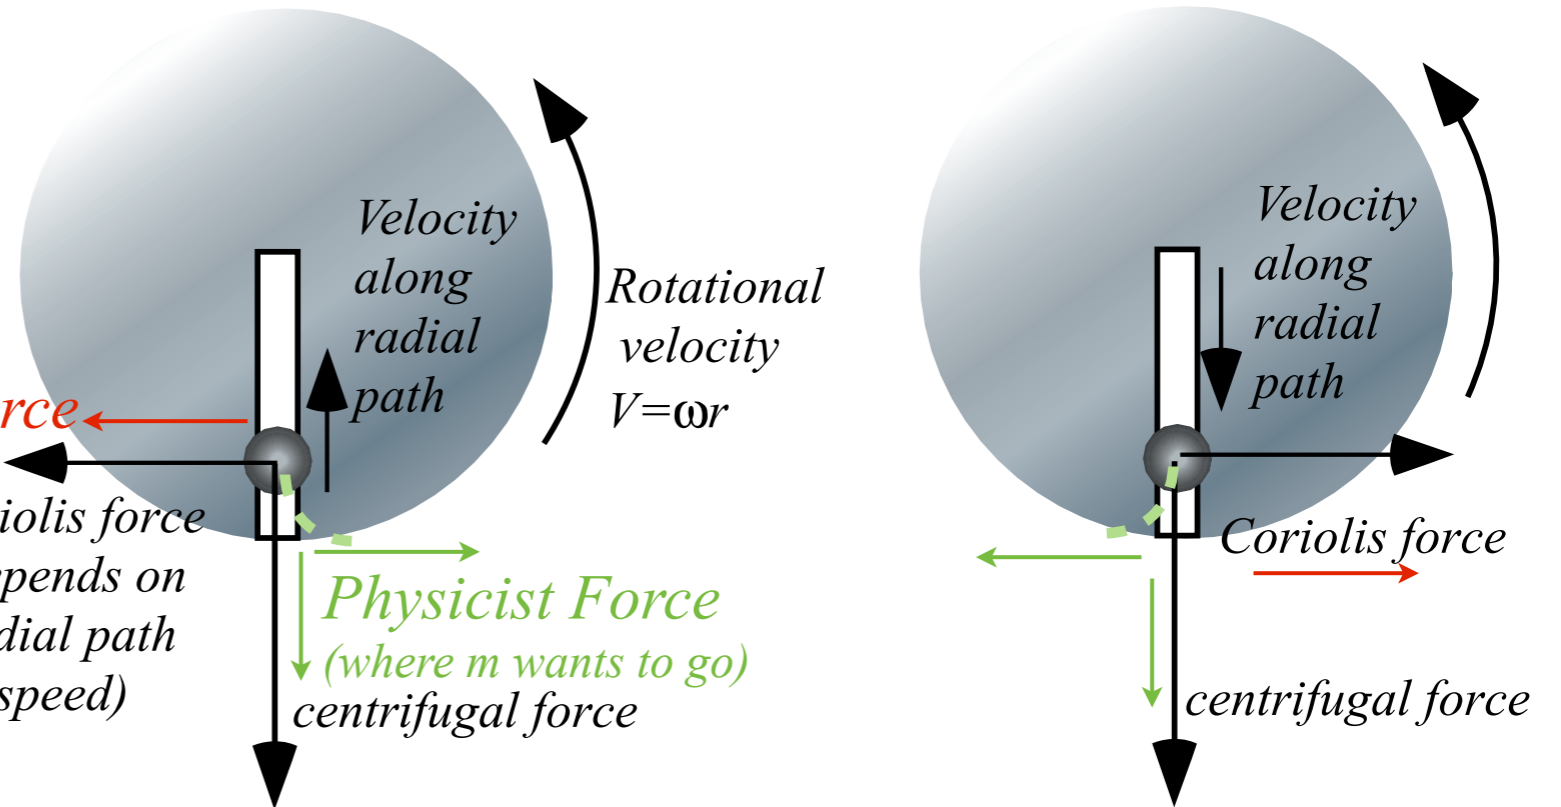 Velocity
along
radial
path
Rotational
velocity
V=ωr
rce
iolis force
pends on
dial path
speed)
Physicist Force
(where m wants to go)
centrifugal force
Velocity
along
radial
path
Coriolis force
centrifugal force